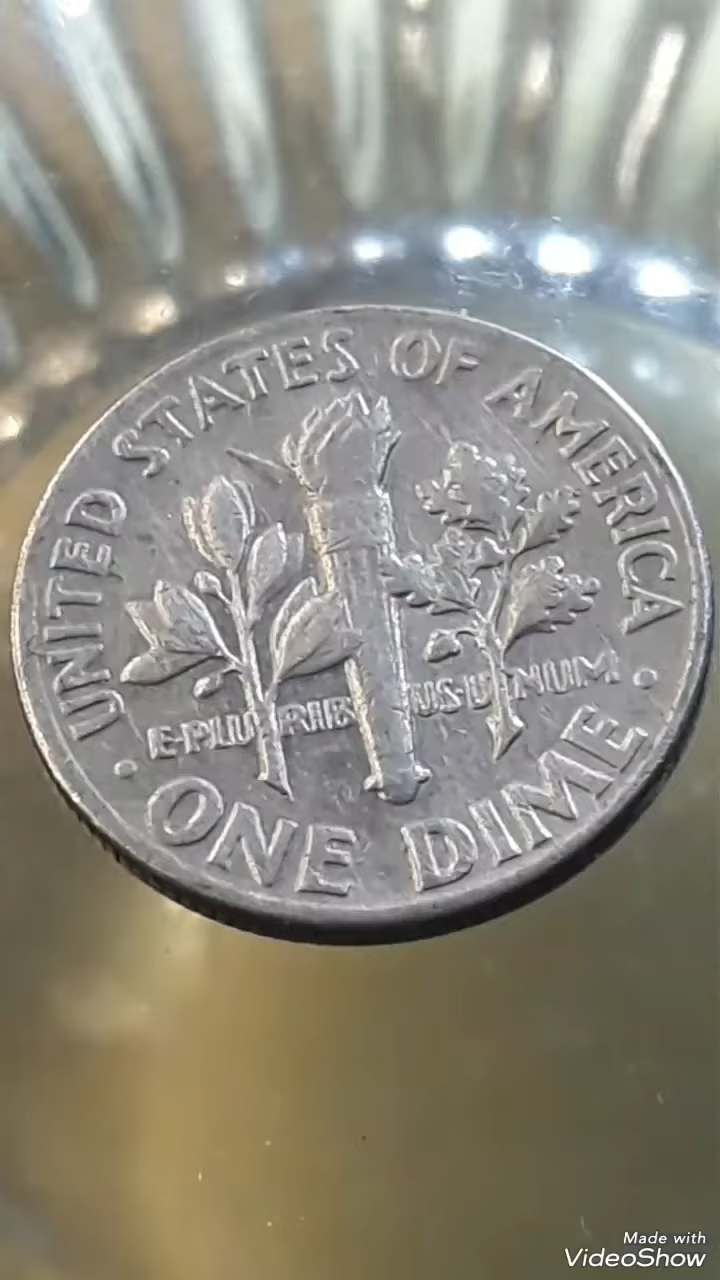 UNITED STATES OF AMERICA
E·PLURIBUS·UNUM
· ONE DIME ·
Made with
VideoShow